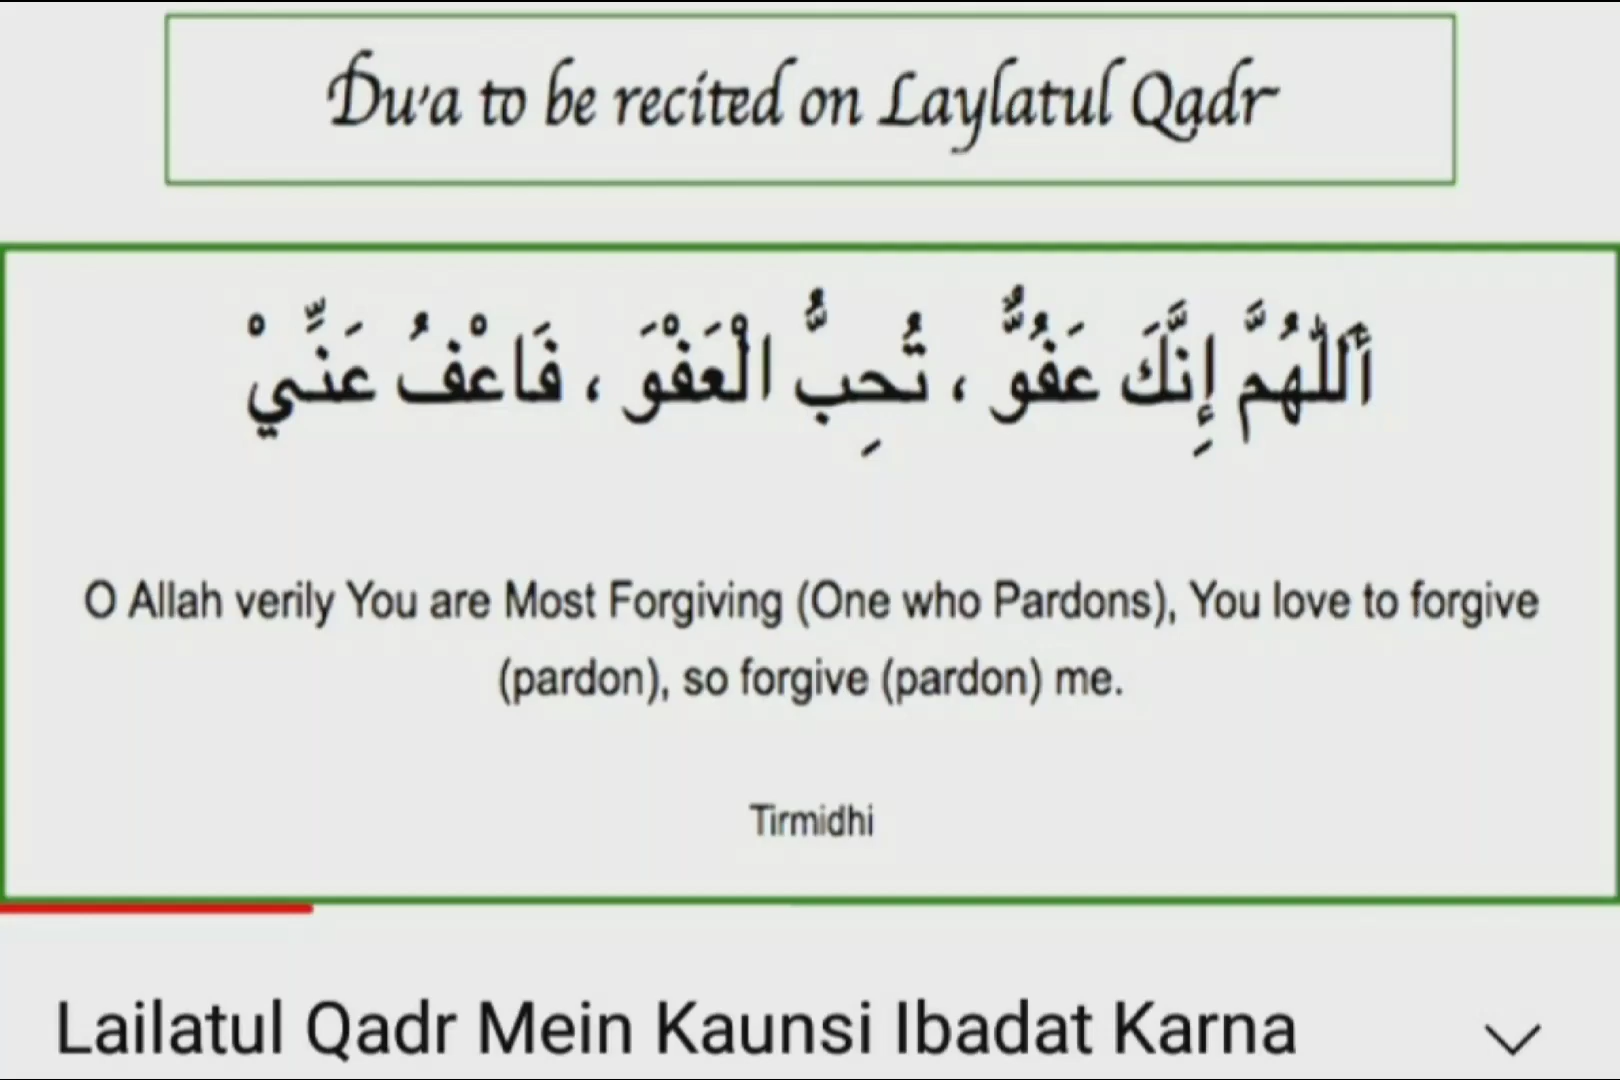 Du'a to be recited on Laylatul Qadr
أَللّٰهُمَّ إِنَّكَ عَفُوٌّ ، تُحِبُّ الْعَفْوَ ، فَاعْفُ عَنِّيْ
O Allah verily You are Most Forgiving (One who Pardons), You love to forgive
(pardon), so forgive (pardon) me.
Tirmidhi
Lailatul Qadr Mein Kaunsi Ibadat Karna